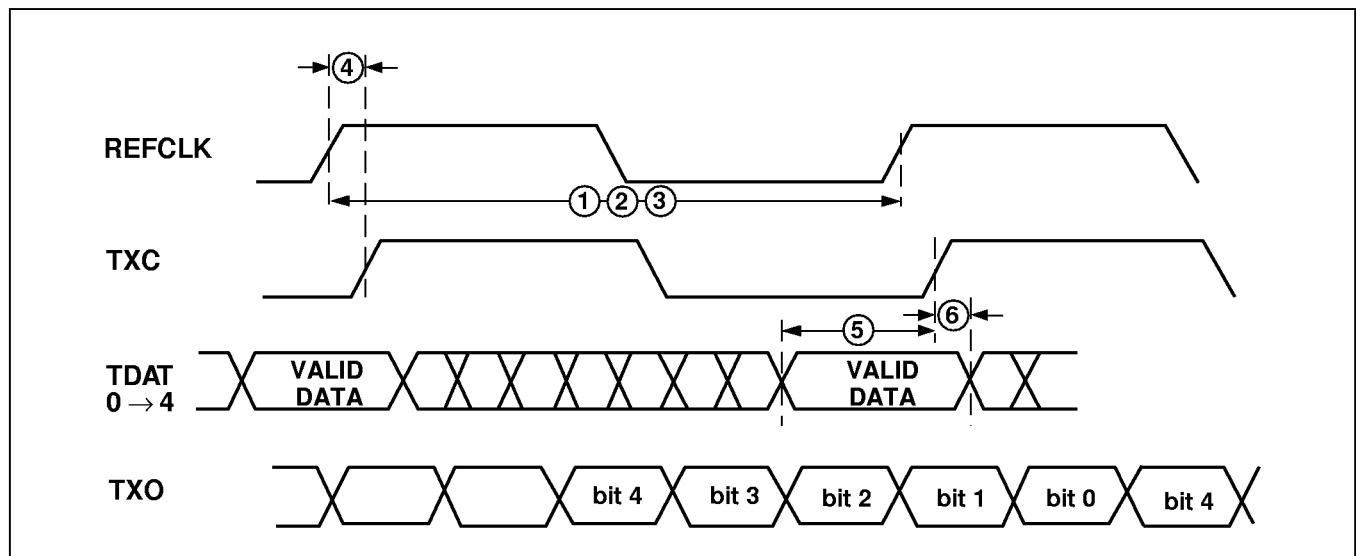 ④
REFCLK
① ② ③
TXC
⑤ ⑥
TDAT
0 → 4
VALID
DATA
VALID
DATA
TXO
bit 4 bit 3 bit 2 bit 1 bit 0 bit 4